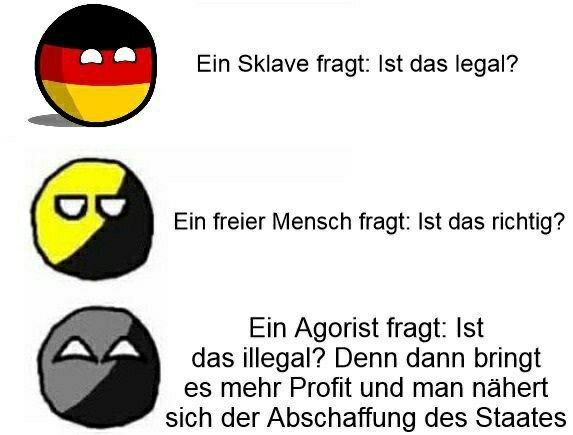 Ein Sklave fragt: Ist das legal?
Ein freier Mensch fragt: Ist das richtig?
Ein Agorist fragt: Ist
das illegal? Denn dann bringt
es mehr Profit und man nähert
sich der Abschaffung des Staates